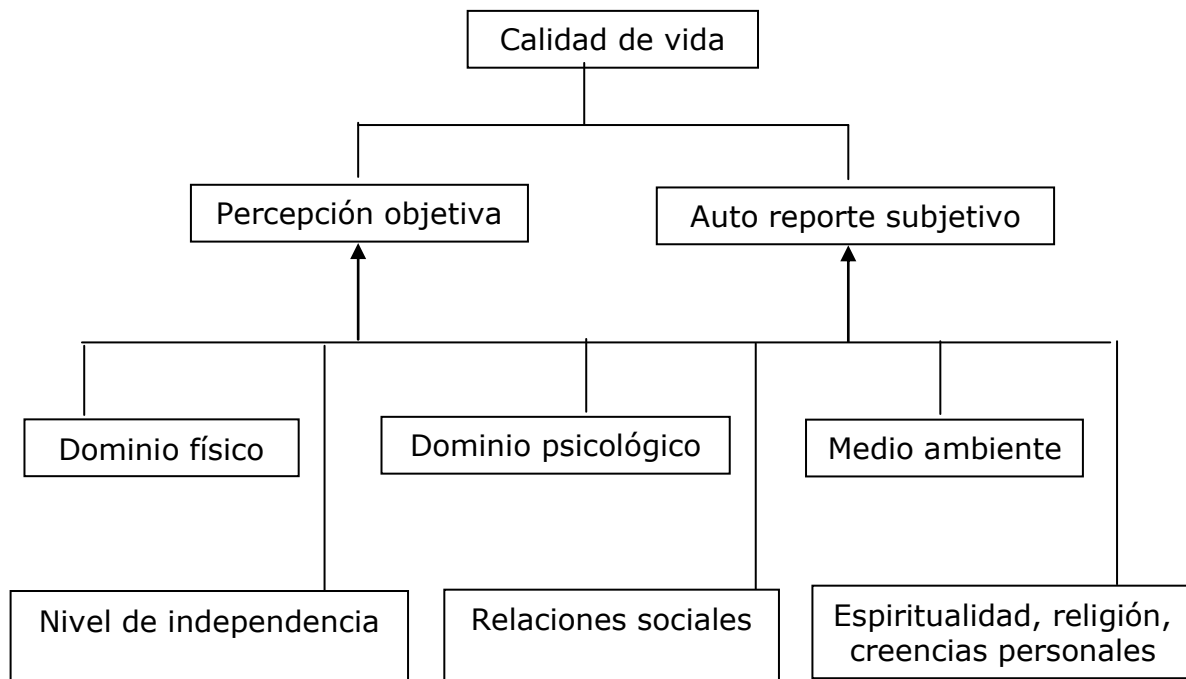 Calidad de vida
Percepción objetiva
Auto reporte subjetivo
Dominio físico
Dominio psicológico
Medio ambiente
Nivel de independencia
Relaciones sociales
Espiritualidad, religión,
creencias personales